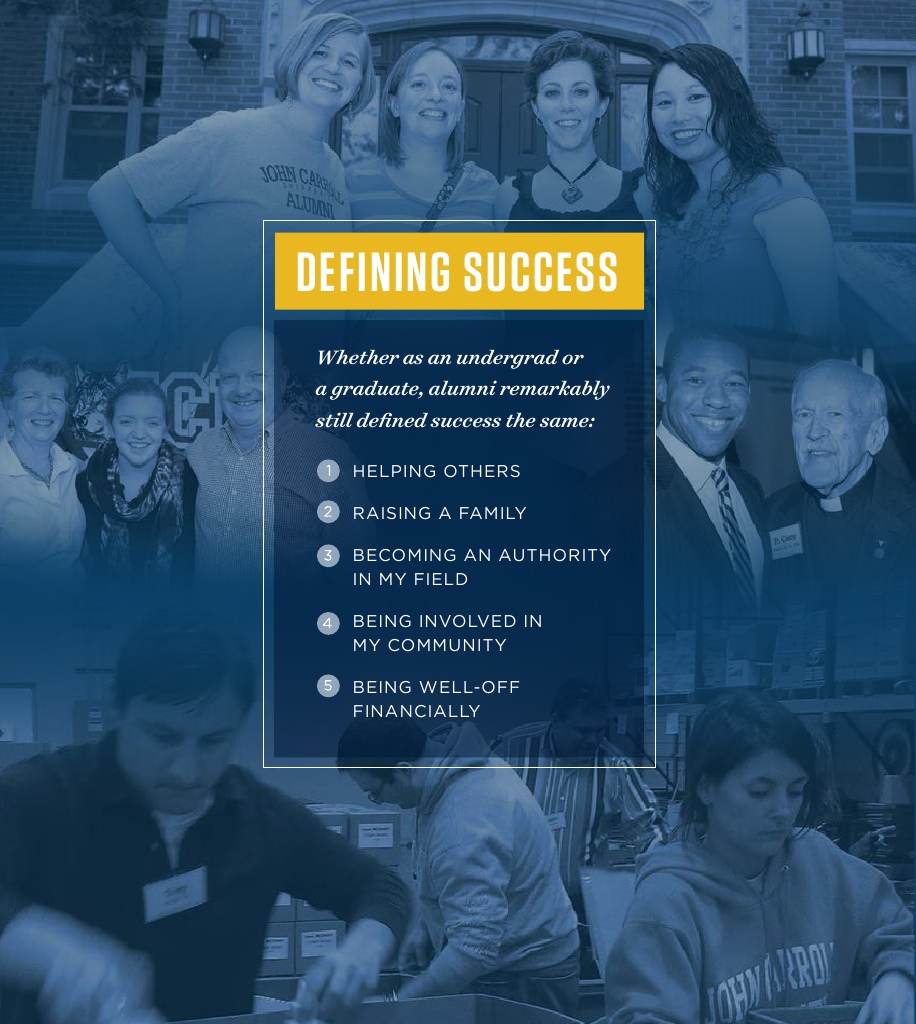 JOHN CARROLL
ALUMNI
DEFINING SUCCESS
Whether as an undergrad or
a graduate, alumni remarkably
still defined success the same:
1 HELPING OTHERS
2 RAISING A FAMILY
3 BECOMING AN AUTHORITY
IN MY FIELD
4 BEING INVOLVED IN
MY COMMUNITY
5 BEING WELL-OFF
FINANCIALLY
JOHN CARROLL